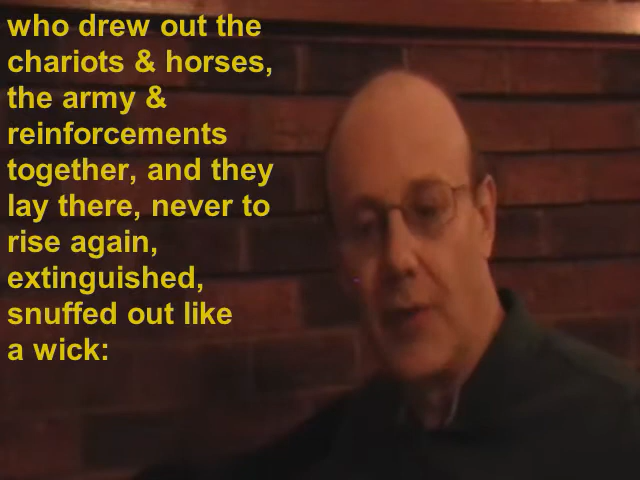 who drew out the
chariots & horses,
the army &
reinforcements
together, and they
lay there, never to
rise again,
extinguished,
snuffed out like
a wick: